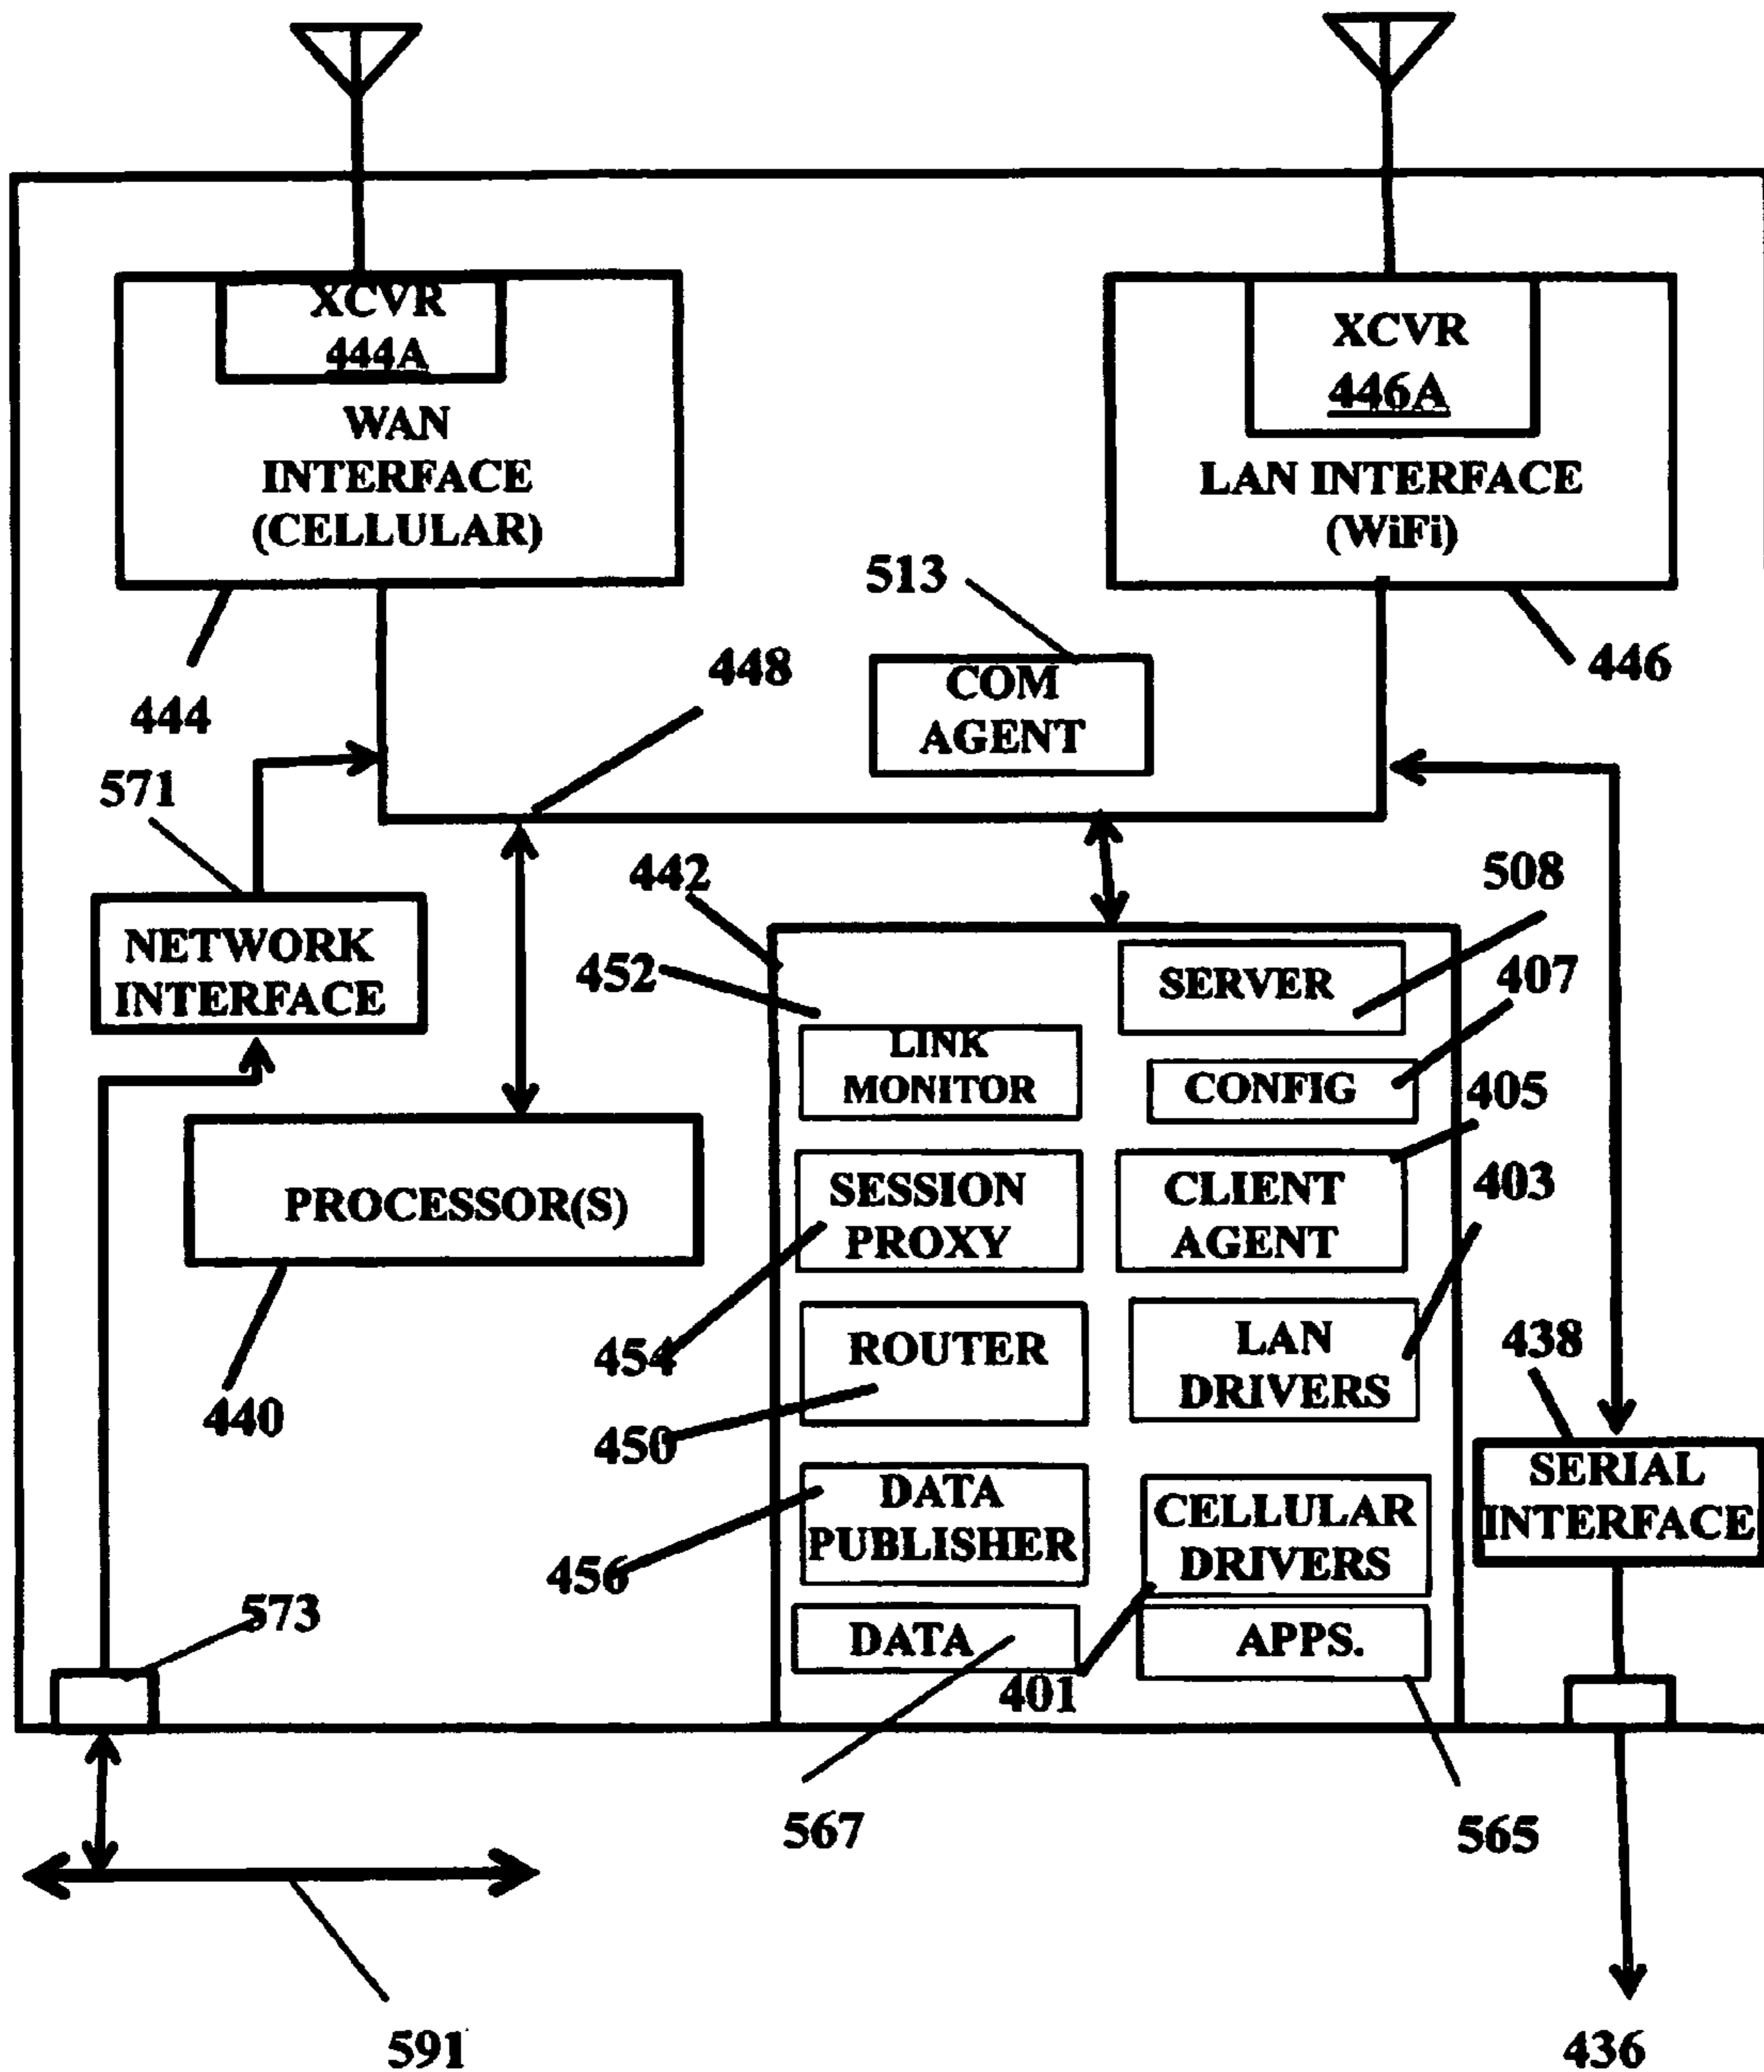 XCVR
444A
WAN
INTERFACE
(CELLULAR)
XCVR
446A
LAN INTERFACE
(WiFi)
513
COM
AGENT
448
446
444
571
NETWORK
INTERFACE
442
508
452
SERVER
407
LINK
MONITOR
CONFIG
405
PROCESSOR(S)
SESSION
PROXY
CLIENT
AGENT
403
454
ROUTER
LAN
DRIVERS
438
440
450
SERIAL
INTERFACE
DATA
PUBLISHER
CELLULAR
DRIVERS
456
573
DATA
APPS.
401
567
565
591
436